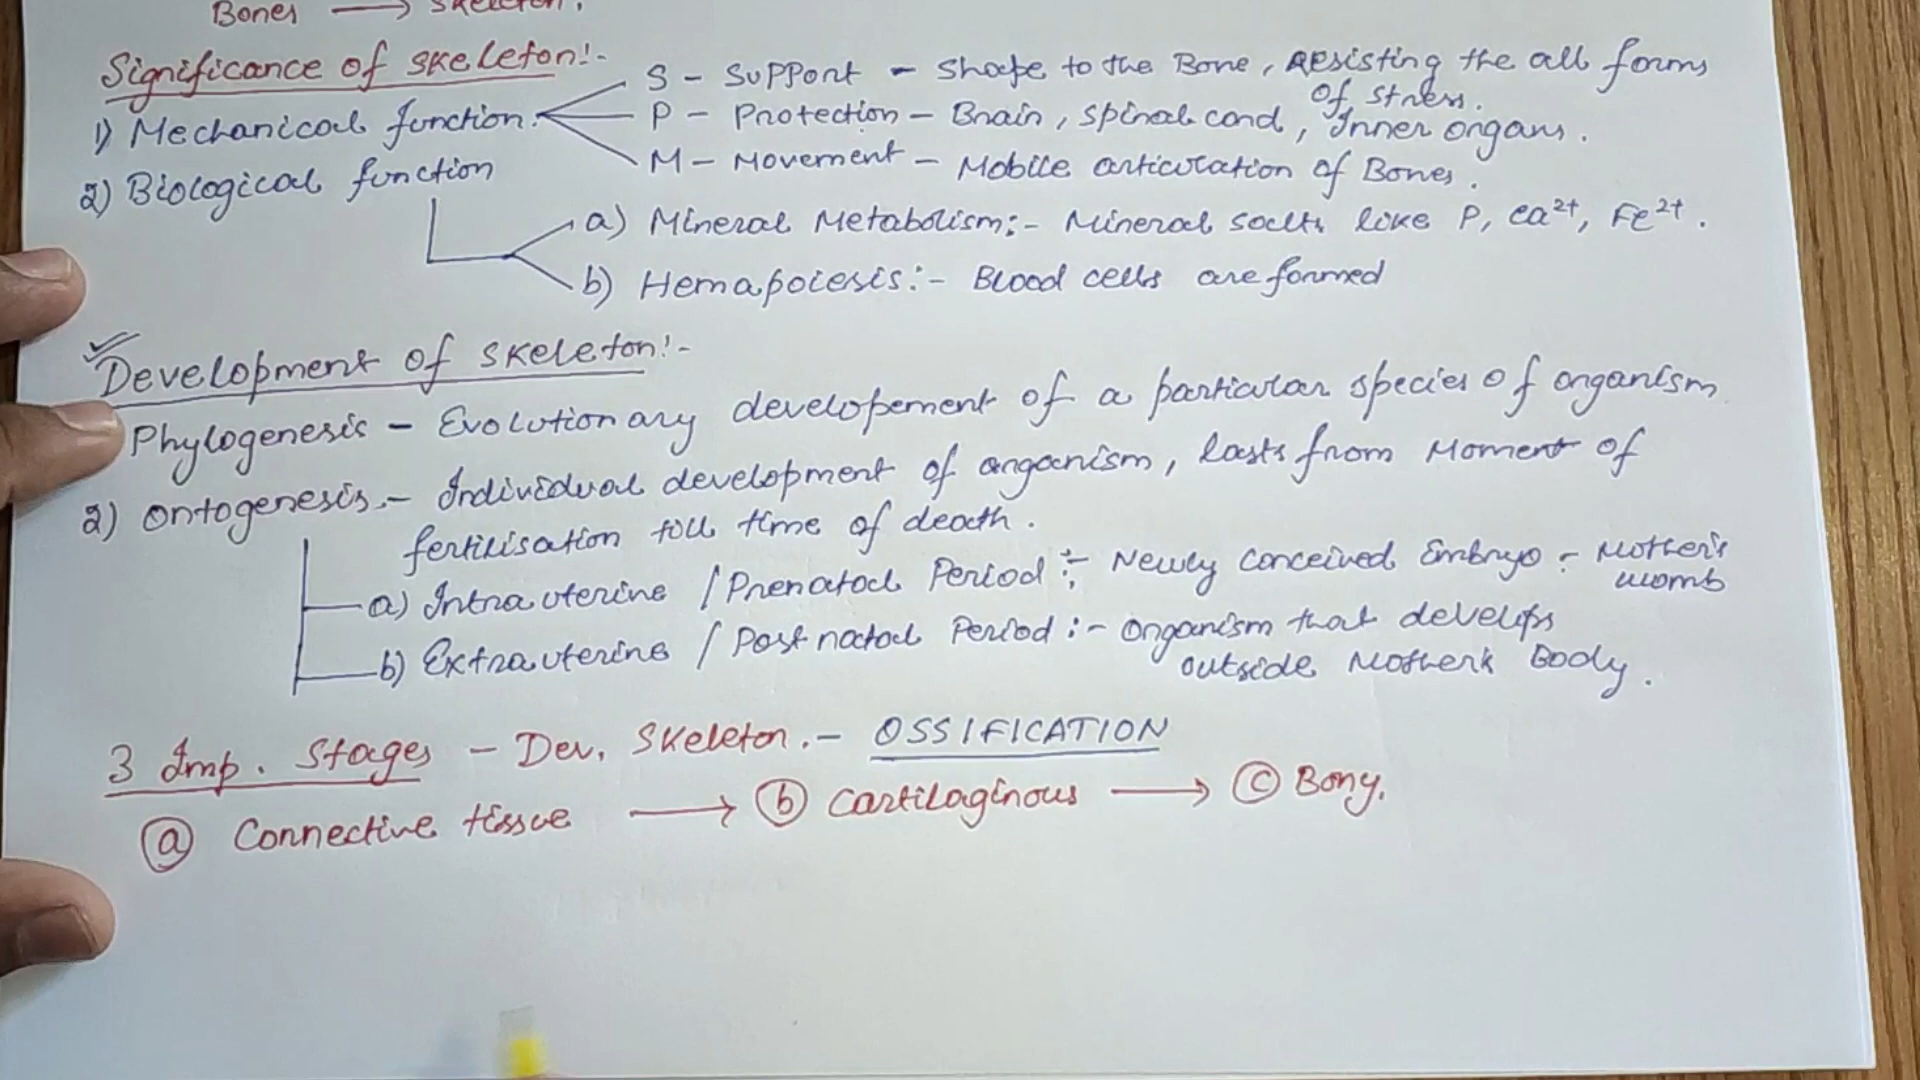 Bones → Skeleton.
Significance of Skeleton:-
S - Support - Shape to the Bone, Resisting the all forms of stress.
1) Mechanical function:
P - Protection - Brain, spinal cord, Inner organs.
M - Movement - Mobile articulation of Bones.
2) Biological function
a) Mineral Metabolism:- Mineral salts like P, Ca2+, Fe2+.
b) Hemapoiesis:- Blood cells are formed
Development of Skeleton:-
Phylogenesis - Evolutionary developement of a particular species of organism
2) Ontogenesis.- Individual development of organism, lasts from Moment of
fertilisation till time of death.
a) Intrauterine / Prenatal Period :- Newly conceived Embryo - Mother's womb
b) Extrauterine / Post natal Period :- Organism that develops
outside Mother's Body.
3 Imp. Stages - Dev. Skeleton.- OSSIFICATION
(a) Connective tissue → (b) Cartilaginous → (c) Bony.